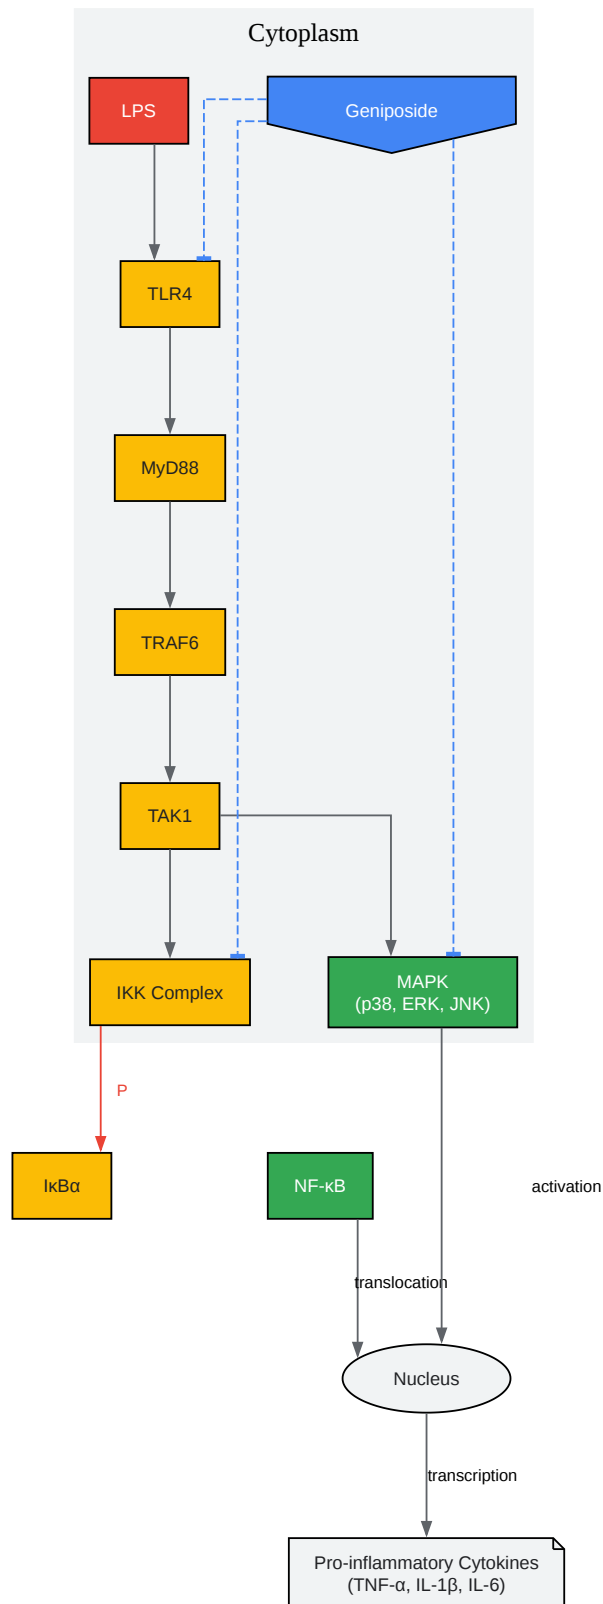 Cytoplasm
LPS
Geniposide
TLR4
MyD88
TRAF6
TAK1
IKK Complex
MAPK
(p38, ERK, JNK)
P
IκBα
NF-κB
activation
translocation
Nucleus
transcription
Pro-inflammatory Cytokines
(TNF-α, IL-1β, IL-6)